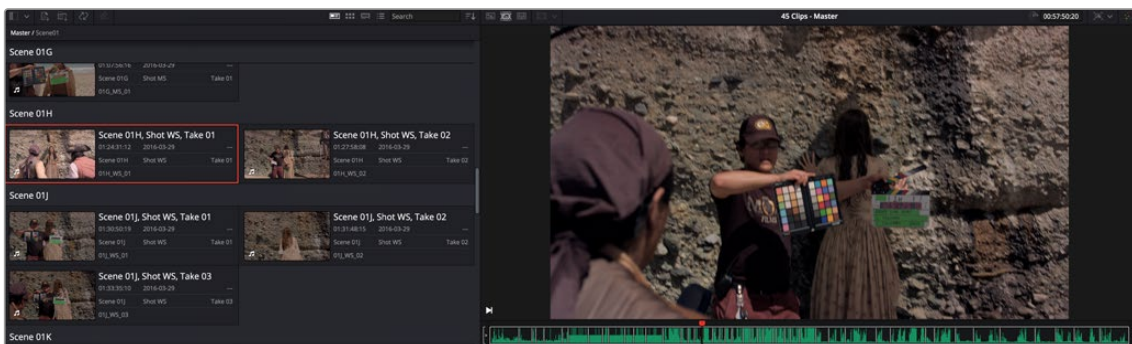 Search
45 Clips - Master
00:57:50:20
Master / Scene01
Scene 01G
01:07:56:16 2016-03-29
Scene 01G Shot MS Take 01
01G_MS_01
Scene 01H
Scene 01H, Shot WS, Take 01
01:24:31:12 2016-03-29 ---
Scene 01H Shot WS Take 01
01H_WS_01
Scene 01H, Shot WS, Take 02
01:27:58:08 2016-03-29 ---
Scene 01H Shot WS Take 02
01H_WS_02
Scene 01J
Scene 01J, Shot WS, Take 01
01:30:50:19 2016-03-29 ---
Scene 01J Shot WS Take 01
01J_WS_01
Scene 01J, Shot WS, Take 02
01:31:48:15 2016-03-29 ---
Scene 01J Shot WS Take 02
01J_WS_02
Scene 01J, Shot WS, Take 03
01:33:35:10 2016-03-29 ---
Scene 01J Shot WS Take 03
01J_WS_03
Scene 01K